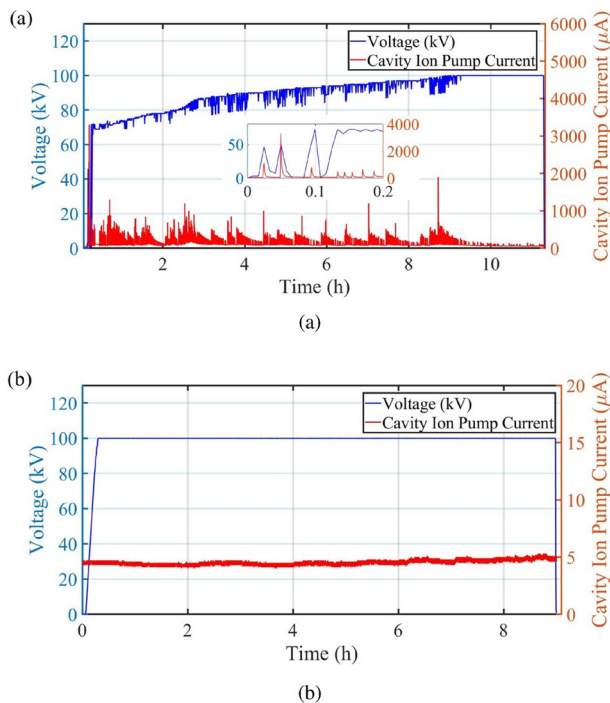 (a)
Voltage (kV)
Cavity Ion Pump Current
120
100
80
60
40
20
0
Voltage (kV)
6000
5000
4000
3000
2000
1000
0
Cavity Ion Pump Current (μA)
50
0
4000
2000
0
0 0.1 0.2
2 4 6 8 10
Time (h)
(a)
(b)
Voltage (kV)
Cavity Ion Pump Current
120
100
80
60
40
20
0
Voltage (kV)
20
15
10
5
0
Cavity Ion Pump Current (μA)
0 2 4 6 8
Time (h)
(b)